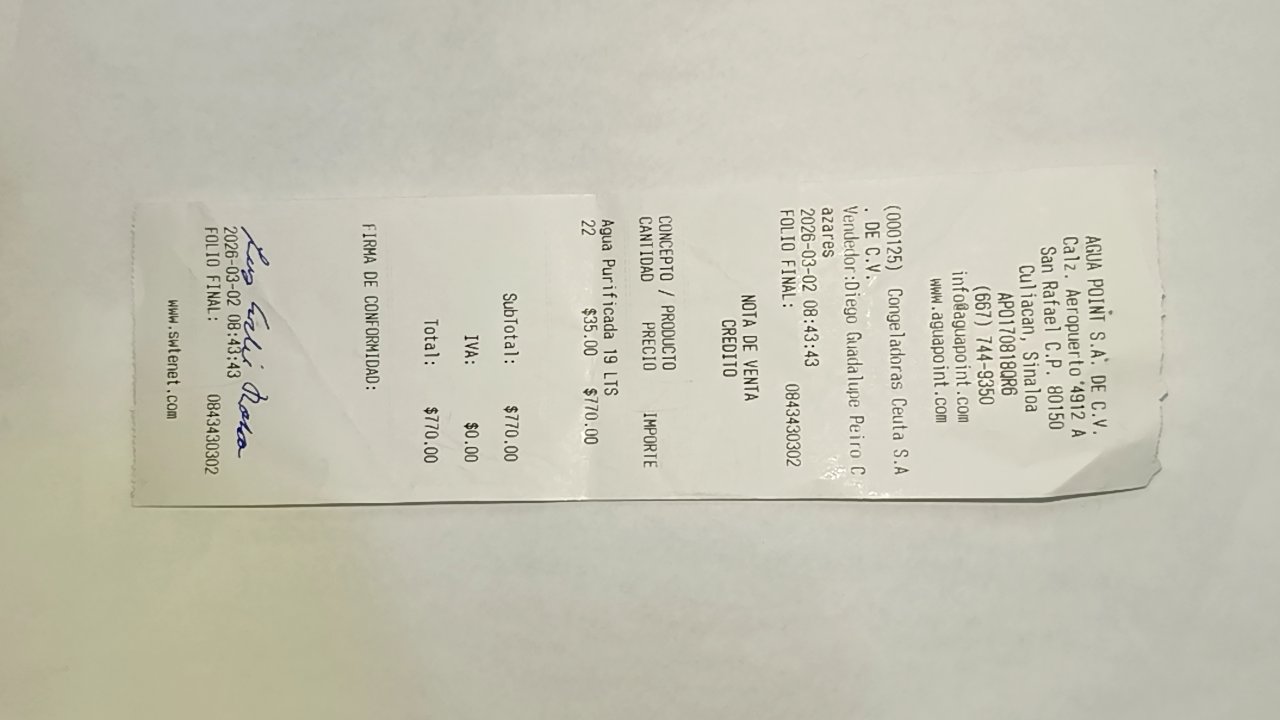 AGUA POINT S.A. DE C.V.
Calz. Aeropuerto 4912 A
San Rafael C.P. 80150
Culiacan, Sinaloa
APO170818QR6
(667) 744-9350
info@aguapoint.com
www.aguapoint.com
(000125) Congeladoras Ceuta S.A
. DE C.V.
Vendedor:Diego Guadalupe Peiro C
azares
2026-03-02 08:43:43
FOLIO FINAL: 0843430302
NOTA DE VENTA
CREDITO
CONCEPTO / PRODUCTO
CANTIDAD PRECIO IMPORTE
Agua Purificada 19 LTS
22 $35.00 $770.00
SubTotal: $770.00
IVA: $0.00
Total: $770.00
FIRMA DE CONFORMIDAD:
2026-03-02 08:43:43
FOLIO FINAL: 0843430302
www.swtenet.com